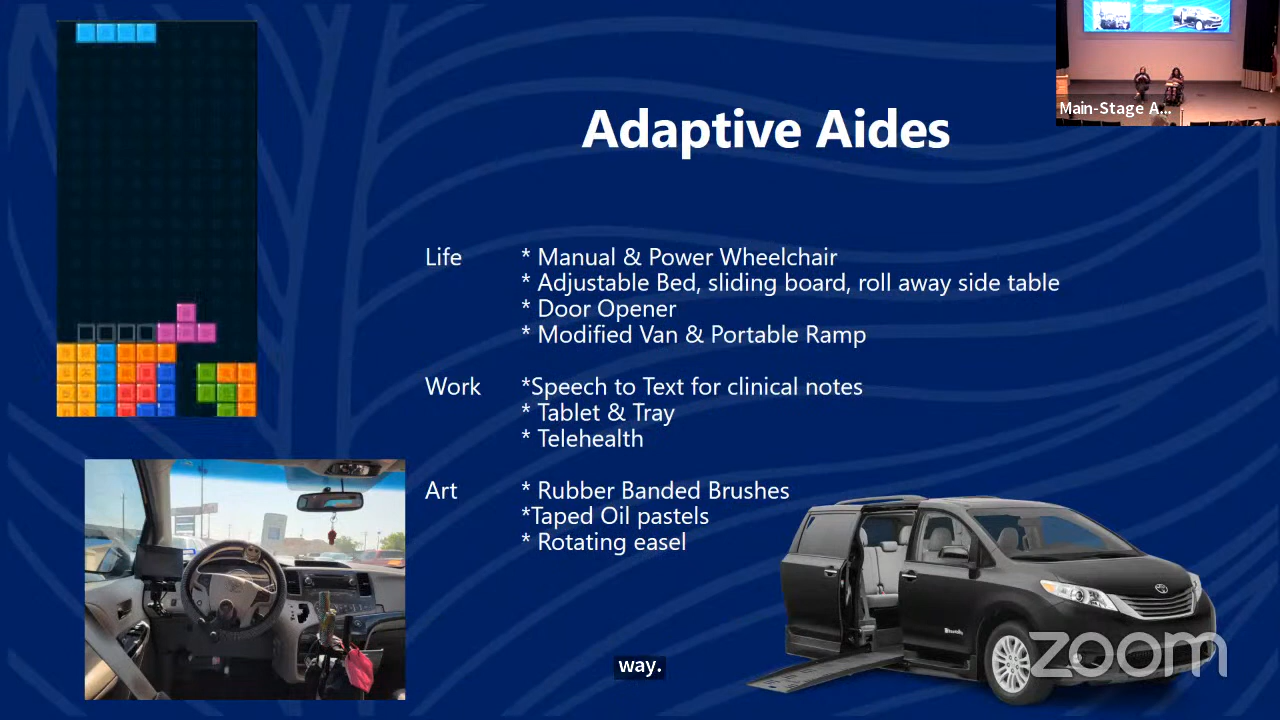 Main-Stage A...
Adaptive Aides
Life * Manual & Power Wheelchair
* Adjustable Bed, sliding board, roll away side table
* Door Opener
* Modified Van & Portable Ramp
Work *Speech to Text for clinical notes
* Tablet & Tray
* Telehealth
Art * Rubber Banded Brushes
*Taped Oil pastels
* Rotating easel
way.
zoom